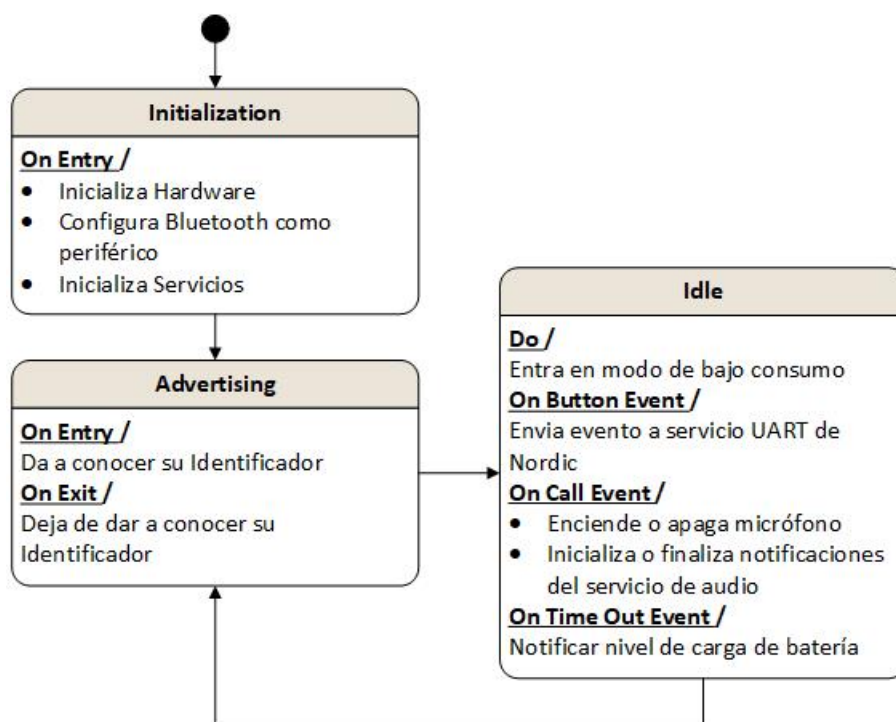 Initialization
On Entry /
• Inicializa Hardware
• Configura Bluetooth como
periférico
• Inicializa Servicios
Advertising
On Entry /
Da a conocer su Identificador
On Exit /
Deja de dar a conocer su
Identificador
Idle
Do /
Entra en modo de bajo consumo
On Button Event /
Envia evento a servicio UART de
Nordic
On Call Event /
• Enciende o apaga micrófono
• Inicializa o finaliza notificaciones
del servicio de audio
On Time Out Event /
Notificar nivel de carga de batería